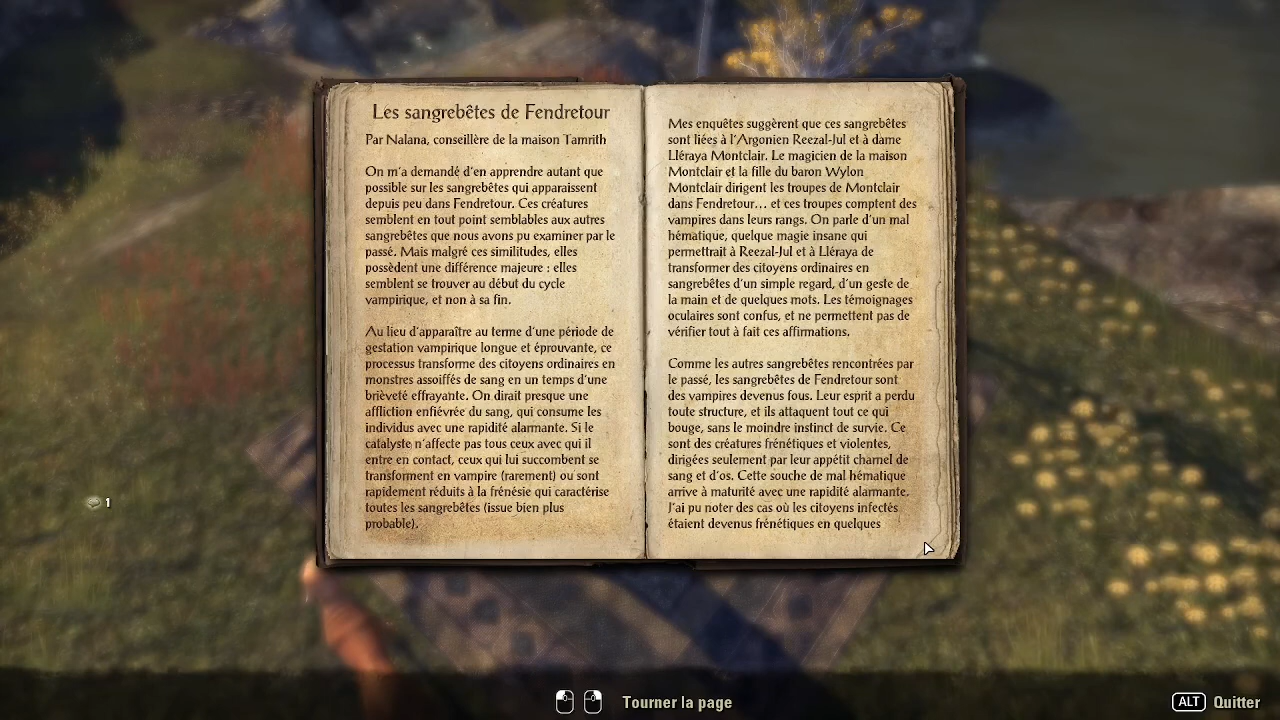 Les sangrebêtes de Fendretour
Par Nalana, conseillère de la maison Tamrith
On m'a demandé d'en apprendre autant que
possible sur les sangrebêtes qui apparaissent
depuis peu dans Fendretour. Ces créatures
semblent en tout point semblables aux autres
sangrebêtes que nous avons pu examiner par le
passé. Mais malgré ces similitudes, elles
possèdent une différence majeure : elles
semblent se trouver au début du cycle
vampirique, et non à sa fin.
Au lieu d'apparaître au terme d'une période de
gestation vampirique longue et éprouvante, ce
processus transforme des citoyens ordinaires en
monstres assoiffés de sang en un temps d'une
brièveté effrayante. On dirait presque une
affliction enfiévrée du sang, qui consume les
individus avec une rapidité alarmante. Si le
catalyste n'affecte pas tous ceux avec qui il
entre en contact, ceux qui lui succombent se
transforment en vampire (rarement) ou sont
rapidement réduits à la frénésie qui caractérise
toutes les sangrebêtes (issue bien plus
probable).
Mes enquêtes suggèrent que ces sangrebêtes
sont liées à l'Argonien Reezal-Jul et à dame
Lléraya Montclair. Le magicien de la maison
Montclair et la fille du baron Wylon
Montclair dirigent les troupes de Montclair
dans Fendretour... et ces troupes comptent des
vampires dans leurs rangs. On parle d'un mal
hématique, quelque magie insane qui
permettrait à Reezal-Jul et à Lléraya de
transformer des citoyens ordinaires en
sangrebêtes d'un simple regard, d'un geste de
la main et de quelques mots. Les témoignages
oculaires sont confus, et ne permettent pas de
vérifier tout à fait ces affirmations.
Comme les autres sangrebêtes rencontrées par
le passé, les sangrebêtes de Fendretour sont
des vampires devenus fous. Leur esprit a perdu
toute structure, et ils attaquent tout ce qui
bouge, sans le moindre instinct de survie. Ce
sont des créatures frénétiques et violentes,
dirigées seulement par leur appétit charnel de
sang et d'os. Cette souche de mal hématique
arrive à maturité avec une rapidité alarmante.
J'ai pu noter des cas où les citoyens infectés
étaient devenus frénétiques en quelques
1
Tourner la page
ALT Quitter